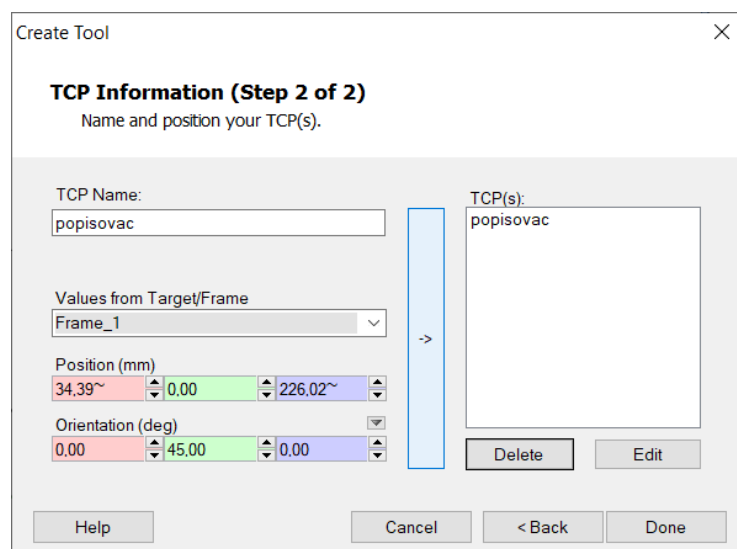 Create Tool
TCP Information (Step 2 of 2)
Name and position your TCP(s).
TCP Name:
popisovac
Values from Target/Frame
Frame_1
Position (mm)
34,39~ 0,00 226,02~
Orientation (deg)
0,00 45,00 0,00
->
TCP(s):
popisovac
Delete Edit
Help Cancel < Back Done